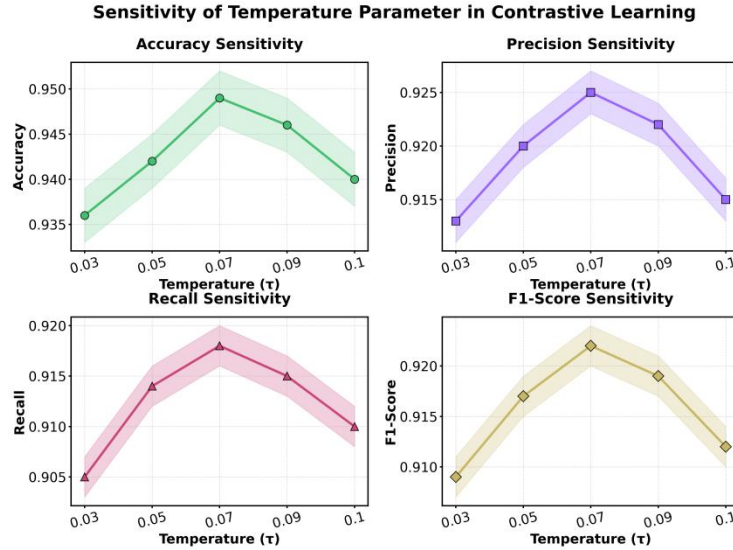 Sensitivity of Temperature Parameter in Contrastive Learning
Accuracy Sensitivity
Accuracy
0.950
0.945
0.940
0.935
0.03 0.05 0.07 0.09 0.1
Temperature (τ)
Precision Sensitivity
Precision
0.925
0.920
0.915
0.03 0.05 0.07 0.09 0.1
Temperature (τ)
Recall Sensitivity
Recall
0.920
0.915
0.910
0.905
0.03 0.05 0.07 0.09 0.1
Temperature (τ)
F1-Score Sensitivity
F1-Score
0.920
0.915
0.910
0.03 0.05 0.07 0.09 0.1
Temperature (τ)